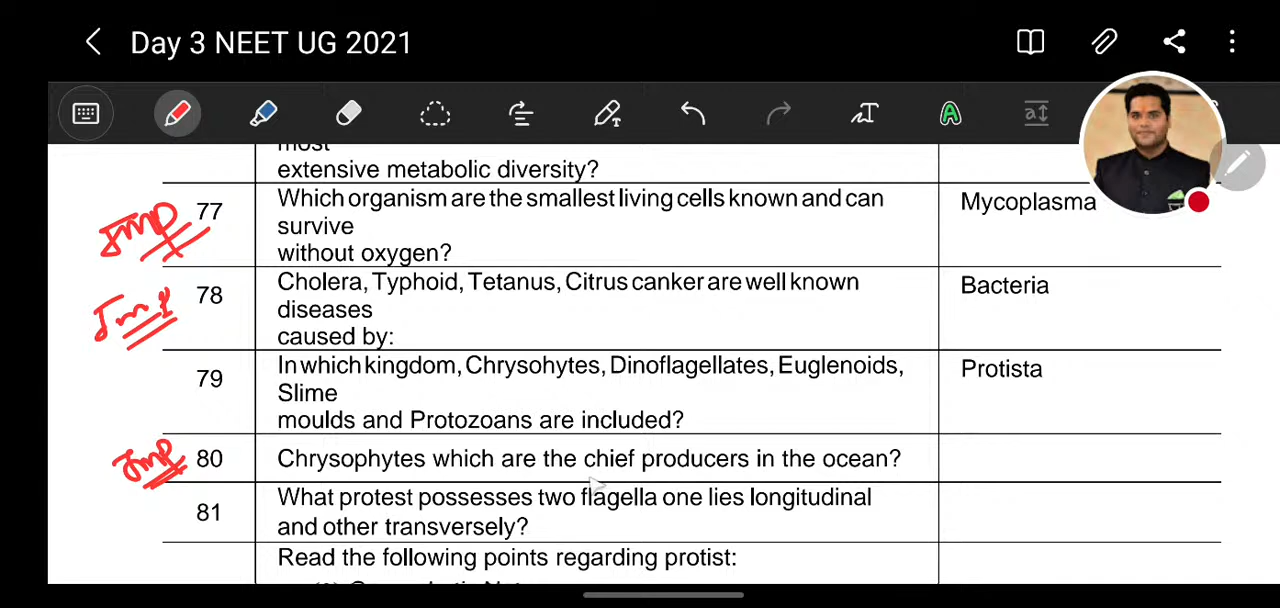 Day 3 NEET UG 2021
most
extensive metabolic diversity?
Imp
77
Which organism are the smallest living cells known and can
survive
without oxygen?
Mycoplasma
Imp
78
Cholera, Typhoid, Tetanus, Citrus canker are well known
diseases
caused by:
Bacteria
79
In which kingdom, Chrysohytes, Dinoflagellates, Euglenoids,
Slime
moulds and Protozoans are included?
Protista
Imp
80
Chrysophytes which are the chief producers in the ocean?
81
What protest possesses two flagella one lies longitudinal
and other transversely?
Read the following points regarding protist: